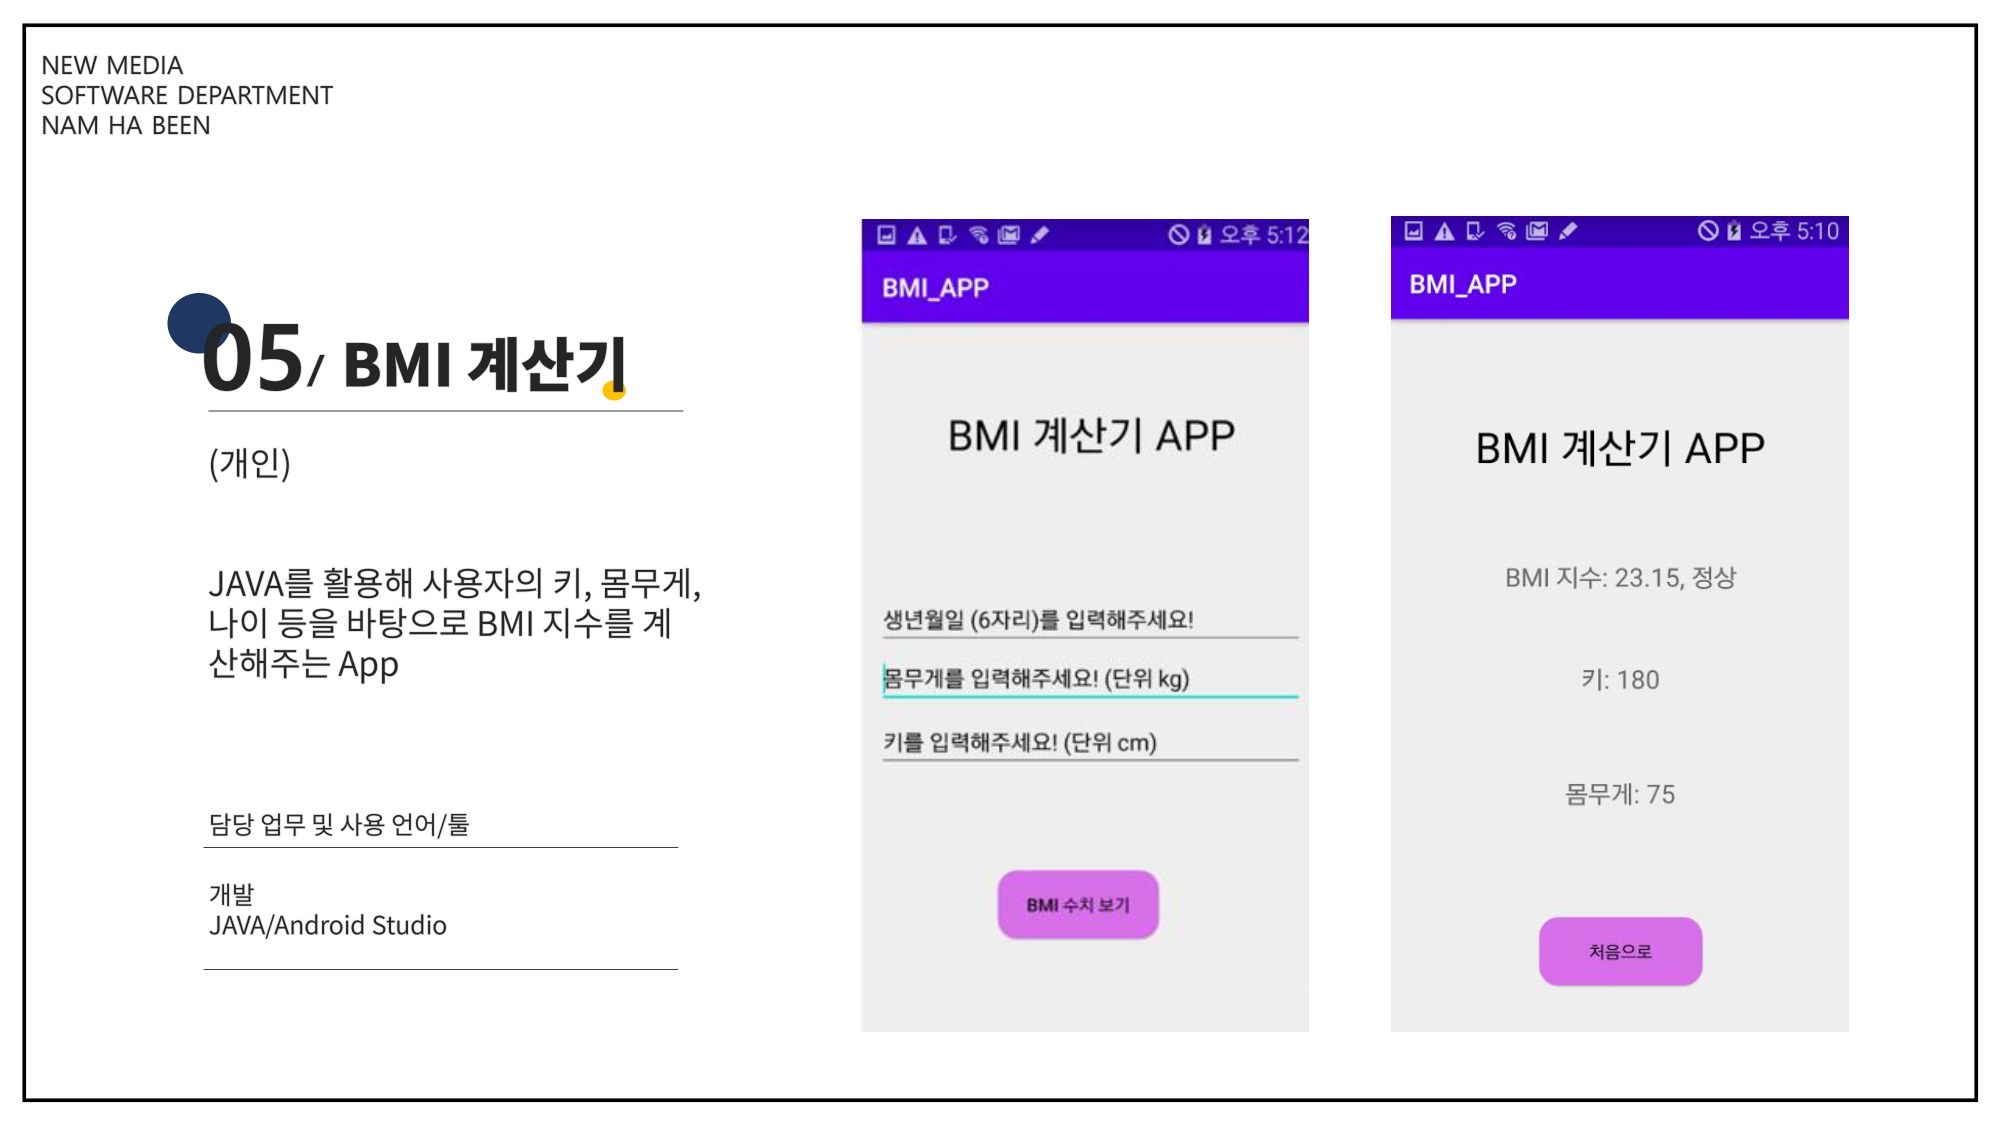 NEW MEDIA
SOFTWARE DEPARTMENT
NAM HA BEEN
05/ BMI 계산기
(개인)
JAVA를 활용해 사용자의 키, 몸무게,
나이 등을 바탕으로 BMI 지수를 계
산해주는 App
담당 업무 및 사용 언어/툴
개발
JAVA/Android Studio
오후 5:12
BMI_APP
BMI 계산기 APP
생년월일 (6자리)를 입력해주세요!
몸무게를 입력해주세요! (단위 kg)
키를 입력해주세요! (단위 cm)
BMI 수치 보기
오후 5:10
BMI_APP
BMI 계산기 APP
BMI 지수: 23.15, 정상
키: 180
몸무게: 75
처음으로